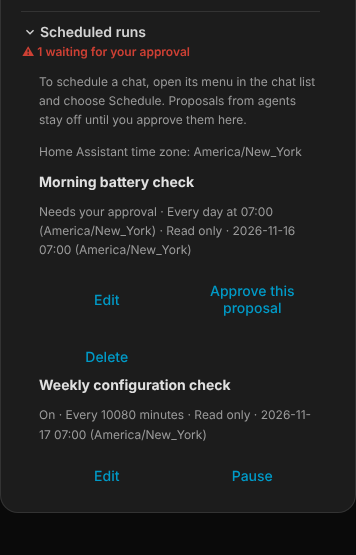 Scheduled runs
⚠ 1 waiting for your approval
To schedule a chat, open its menu in the chat list
and choose Schedule. Proposals from agents
stay off until you approve them here.
Home Assistant time zone: America/New_York
Morning battery check
Needs your approval · Every day at 07:00
(America/New_York) · Read only · 2026-11-16
07:00 (America/New_York)
Edit
Approve this
proposal
Delete
Weekly configuration check
On · Every 10080 minutes · Read only · 2026-11-
17 07:00 (America/New_York)
Edit
Pause